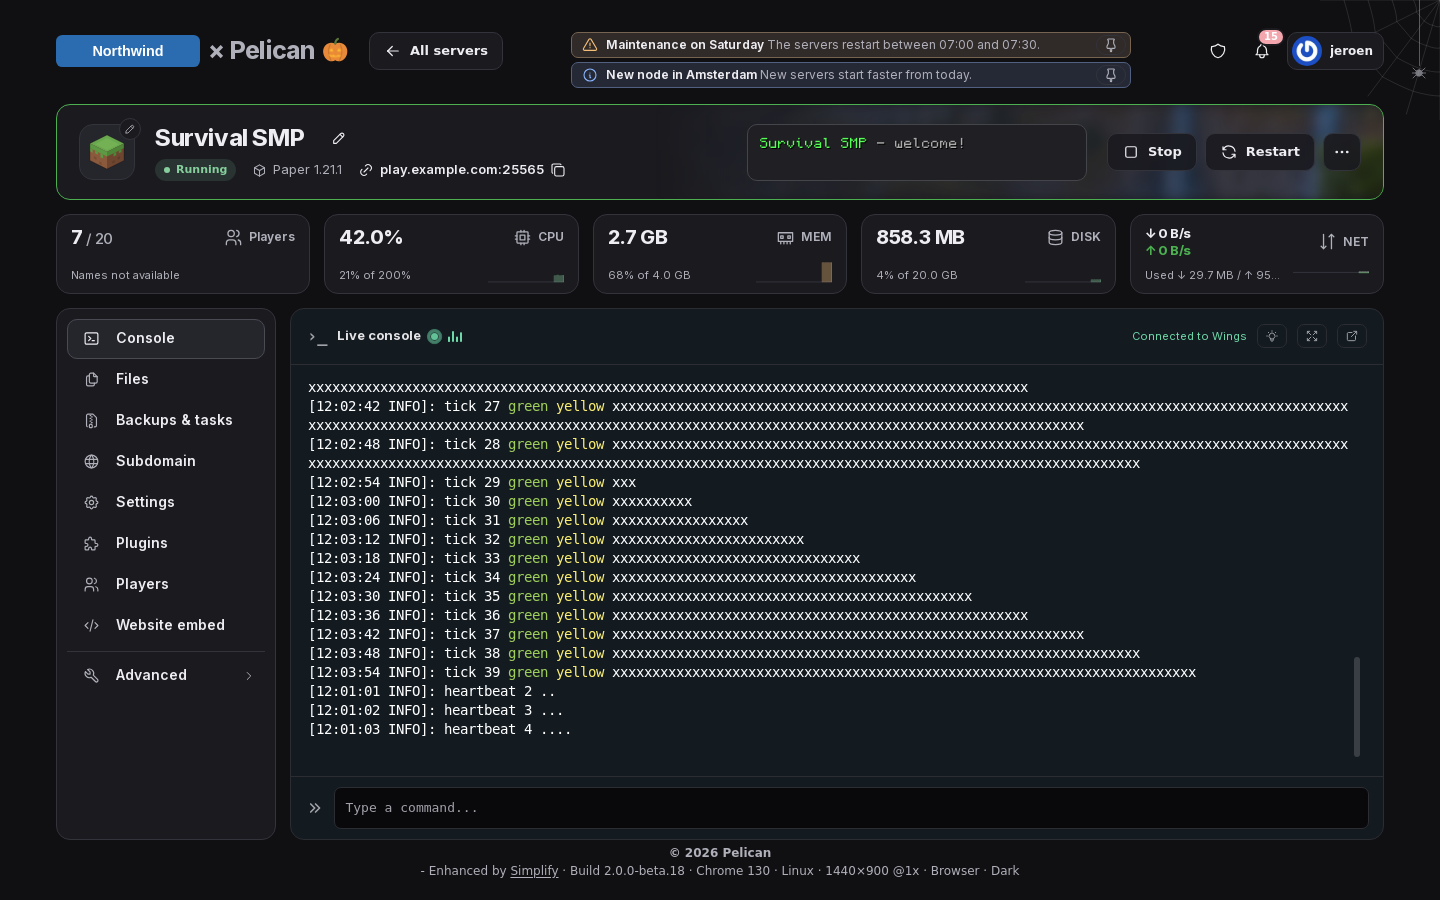 Northwind × Pelican
All servers
Maintenance on Saturday The servers restart between 07:00 and 07:30.
New node in Amsterdam New servers start faster from today.
15
jeroen
Survival SMP
Running
Paper 1.21.1
play.example.com:25565
Survival SMP - welcome!
Stop
Restart
7 / 20
Players
Names not available
42.0%
CPU
21% of 200%
2.7 GB
MEM
68% of 4.0 GB
858.3 MB
DISK
4% of 20.0 GB
↓ 0 B/s
↑ 0 B/s
NET
Used ↓ 29.7 MB / ↑ 95...
Console
Files
Backups & tasks
Subdomain
Settings
Plugins
Players
Website embed
Advanced
Live console
Connected to Wings
xxxxxxxxxxxxxxxxxxxxxxxxxxxxxxxxxxxxxxxxxxxxxxxxxxxxxxxxxxxxxxxxxxxxxxxxxxxxxxxxxxxxxxxxxx
[12:02:42 INFO]: tick 27 green yellow xxxxxxxxxxxxxxxxxxxxxxxxxxxxxxxxxxxxxxxxxxxxxxxxxxxxxxxxxxxxxxxxxxxxxxxxxxxxxxxxxxxxxxxxxxxx
xxxxxxxxxxxxxxxxxxxxxxxxxxxxxxxxxxxxxxxxxxxxxxxxxxxxxxxxxxxxxxxxxxxxxxxxxxxxxxxxxxxxxxxxxxxxxxxxx
[12:02:48 INFO]: tick 28 green yellow xxxxxxxxxxxxxxxxxxxxxxxxxxxxxxxxxxxxxxxxxxxxxxxxxxxxxxxxxxxxxxxxxxxxxxxxxxxxxxxxxxxxxxxxxxxx
xxxxxxxxxxxxxxxxxxxxxxxxxxxxxxxxxxxxxxxxxxxxxxxxxxxxxxxxxxxxxxxxxxxxxxxxxxxxxxxxxxxxxxxxxxxxxxxxxxxxxxxx
[12:02:54 INFO]: tick 29 green yellow xxx
[12:03:00 INFO]: tick 30 green yellow xxxxxxxxxx
[12:03:06 INFO]: tick 31 green yellow xxxxxxxxxxxxxxxxx
[12:03:12 INFO]: tick 32 green yellow xxxxxxxxxxxxxxxxxxxxxxxx
[12:03:18 INFO]: tick 33 green yellow xxxxxxxxxxxxxxxxxxxxxxxxxxxxxxx
[12:03:24 INFO]: tick 34 green yellow xxxxxxxxxxxxxxxxxxxxxxxxxxxxxxxxxxxxxx
[12:03:30 INFO]: tick 35 green yellow xxxxxxxxxxxxxxxxxxxxxxxxxxxxxxxxxxxxxxxxxxxxx
[12:03:36 INFO]: tick 36 green yellow xxxxxxxxxxxxxxxxxxxxxxxxxxxxxxxxxxxxxxxxxxxxxxxxxxxx
[12:03:42 INFO]: tick 37 green yellow xxxxxxxxxxxxxxxxxxxxxxxxxxxxxxxxxxxxxxxxxxxxxxxxxxxxxxxxxxx
[12:03:48 INFO]: tick 38 green yellow xxxxxxxxxxxxxxxxxxxxxxxxxxxxxxxxxxxxxxxxxxxxxxxxxxxxxxxxxxxxxxxxxx
[12:03:54 INFO]: tick 39 green yellow xxxxxxxxxxxxxxxxxxxxxxxxxxxxxxxxxxxxxxxxxxxxxxxxxxxxxxxxxxxxxxxxxxxxxxxxx
[12:01:01 INFO]: heartbeat 2 ..
[12:01:02 INFO]: heartbeat 3 ...
[12:01:03 INFO]: heartbeat 4 ....
Type a command...
© 2026 Pelican
- Enhanced by Simplify · Build 2.0.0-beta.18 · Chrome 130 · Linux · 1440×900 @1x · Browser · Dark